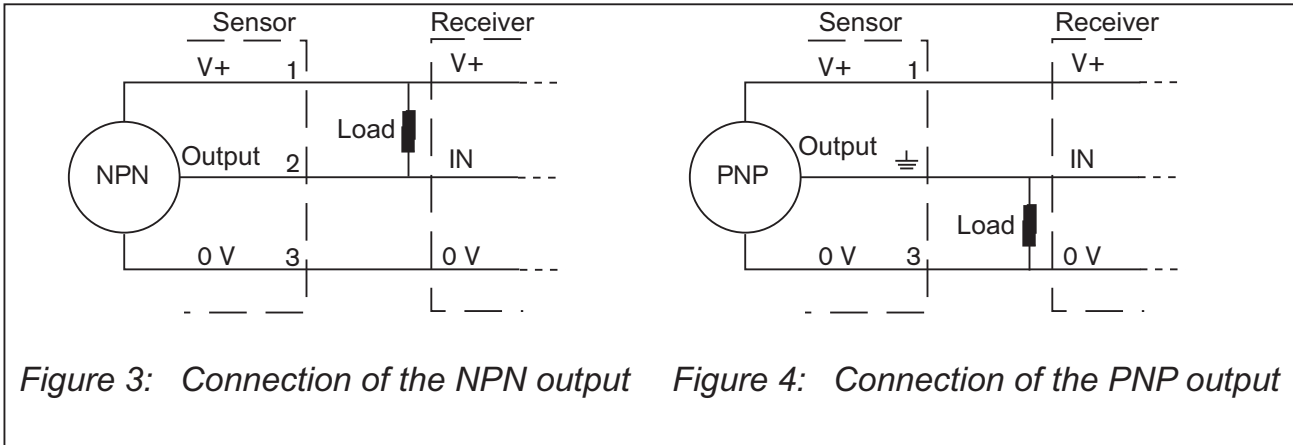 Sensor Receiver
V+ 1 V+
Load
Output
NPN 2 IN
0 V 3 0 V
Figure 3: Connection of the NPN output
Sensor Receiver
V+ 1 V+
Output
PNP IN
Load
0 V 3 0 V
Figure 4: Connection of the PNP output